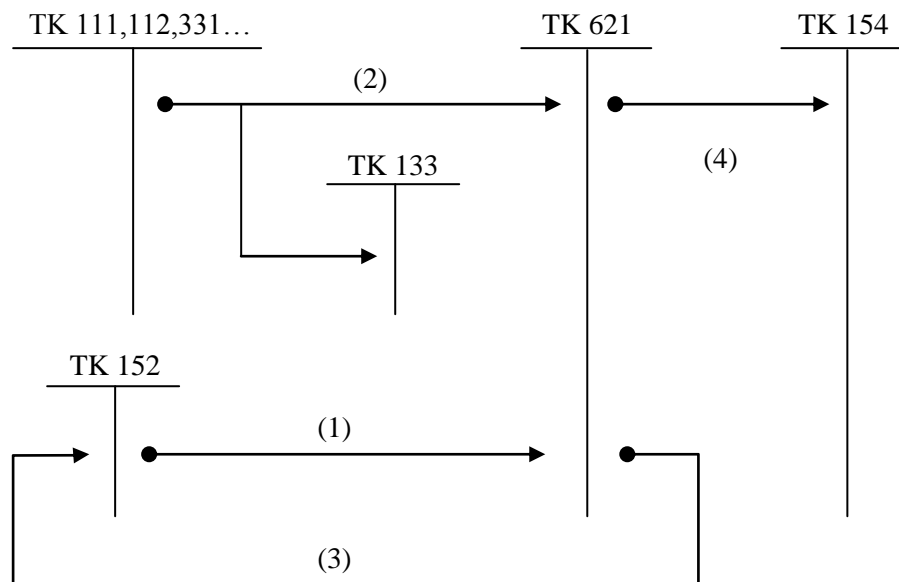 TK 111,112,331… TK 621 TK 154
(2)
(4)
TK 133
TK 152
(1)
(3)